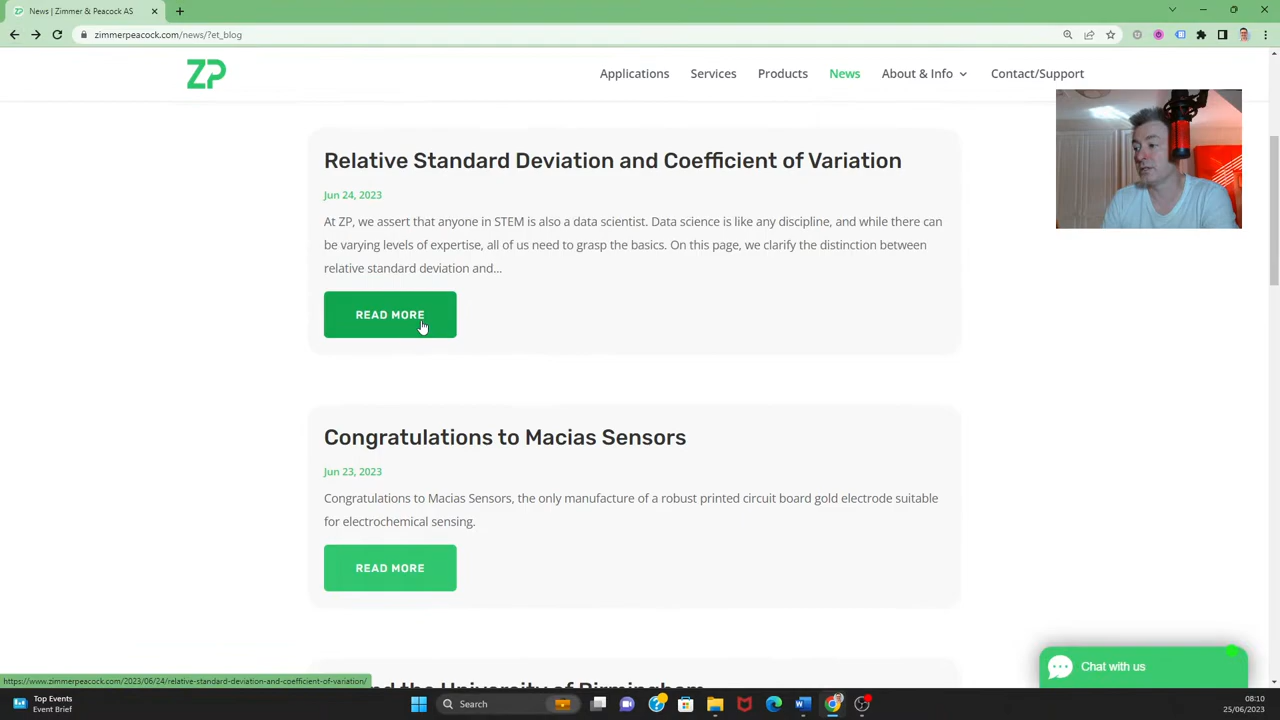 News | Zimmer & Peacock AS
zimmerpeacock.com/news/?et_blog
ZP
Applications
Services
Products
News
About & Info
Contact/Support
Relative Standard Deviation and Coefficient of Variation
Jun 24, 2023
At ZP, we assert that anyone in STEM is also a data scientist. Data science is like any discipline, and while there can
be varying levels of expertise, all of us need to grasp the basics. On this page, we clarify the distinction between
relative standard deviation and...
READ MORE
Congratulations to Macias Sensors
Jun 23, 2023
Congratulations to Macias Sensors, the only manufacture of a robust printed circuit board gold electrode suitable
for electrochemical sensing.
READ MORE
nd the University of Birmingham
Chat with us
https://www.zimmerpeacock.com/2023/06/24/relative-standard-deviation-and-coefficient-of-variation/
Top Events
Event Brief
Search
08:10
25/06/2023